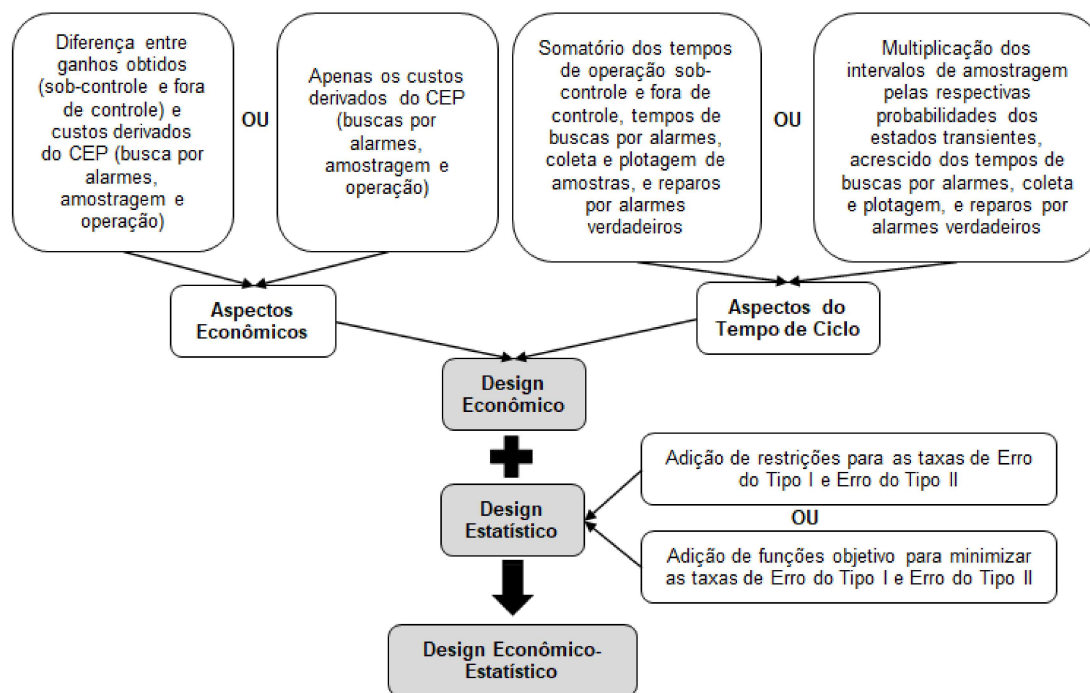 Diferença entre
ganhos obtidos
(sob-controle e fora
de controle) e
custos derivados
do CEP (busca por
alarmes,
amostragem e
operação)
OU
Apenas os custos
derivados do CEP
(buscas por
alarmes,
amostragem e
operação)
Somatório dos tempos
de operação sob-
controle e fora de
controle, tempos de
buscas por alarmes,
coleta e plotagem de
amostras, e reparos
por alarmes
verdadeiros
OU
Multiplicação dos
intervalos de amostragem
pelas respectivas
probabilidades dos
estados transientes,
acrescido dos tempos de
buscas por alarmes, coleta
e plotagem, e reparos por
alarmes verdadeiros
Aspectos
Econômicos
Aspectos do
Tempo de Ciclo
Design
Econômico
Design
Estatístico
Adição de restrições para as taxas de Erro
do Tipo I e Erro do Tipo II
OU
Adição de funções objetivo para minimizar
as taxas de Erro do Tipo I e Erro do Tipo II
Design Econômico-
Estatístico